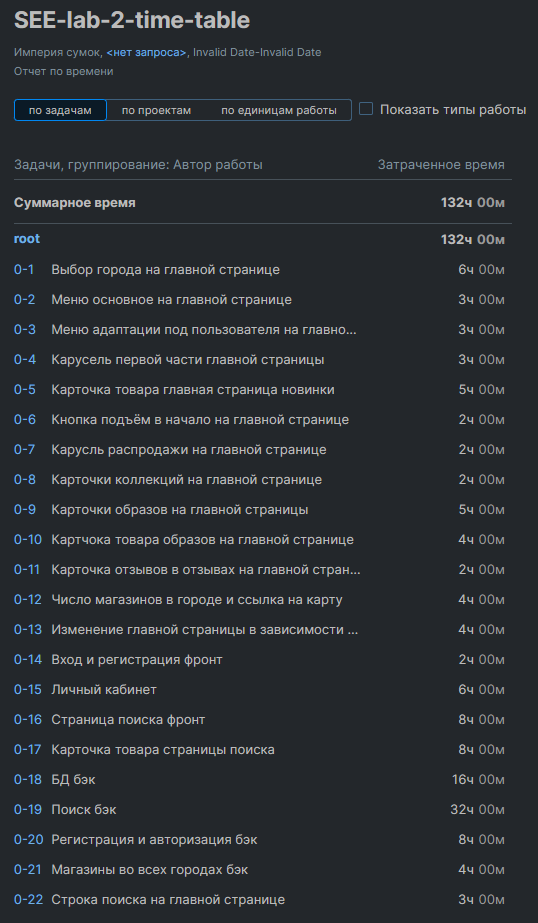 SEE-lab-2-time-table
Империя сумок, <нет запроса>, Invalid Date-Invalid Date
Отчет по времени
по задачам по проектам по единицам работы Показать типы работы
Задачи, группирование: Автор работы Затраченное время
Суммарное время 132ч 00м
root 132ч 00м
0-1 Выбор города на главной странице 6ч 00м
0-2 Меню основное на главной странице 3ч 00м
0-3 Меню адаптации под пользователя на главно... 3ч 00м
0-4 Карусель первой части главной страницы 3ч 00м
0-5 Карточка товара главная страница новинки 5ч 00м
0-6 Кнопка подъём в начало на главной странице 2ч 00м
0-7 Карусль распродажи на главной странице 2ч 00м
0-8 Карточки коллекций на главной странице 2ч 00м
0-9 Карточки образов на главной страницы 5ч 00м
0-10 Картчока товара образов на главной странице 4ч 00м
0-11 Карточка отзывов в отзывах на главной стран... 2ч 00м
0-12 Число магазинов в городе и ссылка на карту 4ч 00м
0-13 Изменение главной страницы в зависимости ... 4ч 00м
0-14 Вход и регистрация фронт 2ч 00м
0-15 Личный кабинет 6ч 00м
0-16 Страница поиска фронт 8ч 00м
0-17 Карточка товара страницы поиска 8ч 00м
0-18 БД бэк 16ч 00м
0-19 Поиск бэк 32ч 00м
0-20 Регистрация и авторизация бэк 8ч 00м
0-21 Магазины во всех городах бэк 4ч 00м
0-22 Строка поиска на главной странице 3ч 00м